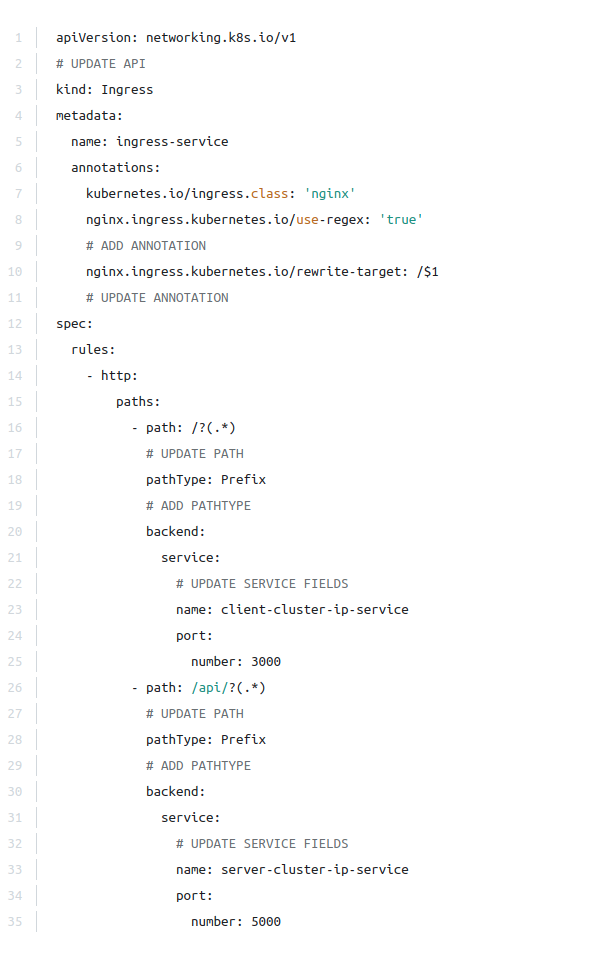 1 apiVersion: networking.k8s.io/v1
2 # UPDATE API
3 kind: Ingress
4 metadata:
5   name: ingress-service
6   annotations:
7     kubernetes.io/ingress.class: 'nginx'
8     nginx.ingress.kubernetes.io/use-regex: 'true'
9     # ADD ANNOTATION
10     nginx.ingress.kubernetes.io/rewrite-target: /$1
11     # UPDATE ANNOTATION
12 spec:
13   rules:
14     - http:
15         paths:
16           - path: /?(.*)
17             # UPDATE PATH
18             pathType: Prefix
19             # ADD PATHTYPE
20             backend:
21               service:
22                 # UPDATE SERVICE FIELDS
23                 name: client-cluster-ip-service
24                 port:
25                   number: 3000
26           - path: /api/?(.*)
27             # UPDATE PATH
28             pathType: Prefix
29             # ADD PATHTYPE
30             backend:
31               service:
32                 # UPDATE SERVICE FIELDS
33                 name: server-cluster-ip-service
34                 port:
35                   number: 5000